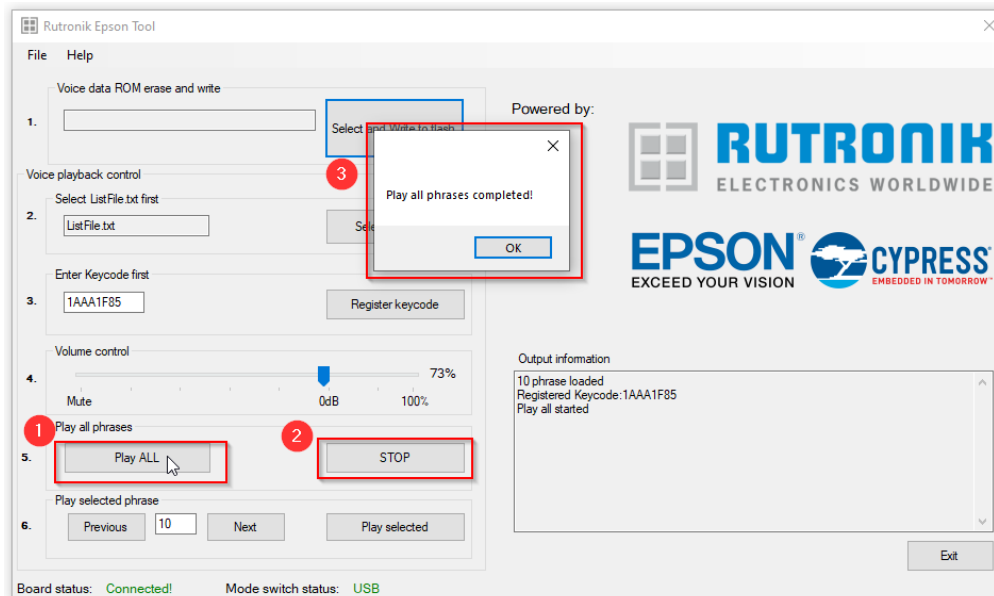 Rutronik Epson Tool
File Help
Voice data ROM erase and write
1.
Select and Write to flash
Powered by:
RUTRONIK
ELECTRONICS WORLDWIDE
EPSON®
EXCEED YOUR VISION
CYPRESS
EMBEDDED IN TOMORROW™
3
Play all phrases completed!
OK
Voice playback control
Select ListFile.txt first
2.
ListFile.txt
Enter Keycode first
3.
1AAA1F85
Register keycode
Volume control
4.
73%
Mute 0dB 100%
Output information
10 phrase loaded
Registered Keycode:1AAA1F85
Play all started
1
Play all phrases
2
5.
Play ALL
STOP
Play selected phrase
6.
Previous 10 Next Play selected
Exit
Board status: Connected! Mode switch status: USB